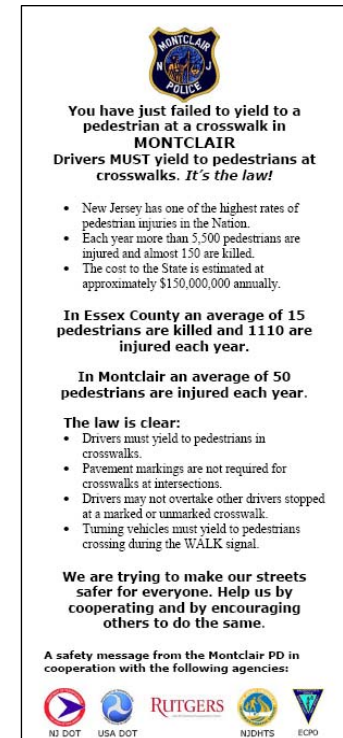 MONTCLAIR
N J
POLICE
You have just failed to yield to a
pedestrian at a crosswalk in
MONTCLAIR
Drivers MUST yield to pedestrians at
crosswalks. It's the law!
• New Jersey has one of the highest rates of
pedestrian injuries in the Nation.
• Each year more than 5,500 pedestrians are
injured and almost 150 are killed.
• The cost to the State is estimated at
approximately $150,000,000 annually.
In Essex County an average of 15
pedestrians are killed and 1110 are
injured each year.
In Montclair an average of 50
pedestrians are injured each year.
The law is clear:
• Drivers must yield to pedestrians in
crosswalks.
• Pavement markings are not required for
crosswalks at intersections.
• Drivers may not overtake other drivers stopped
at a marked or unmarked crosswalk.
• Turning vehicles must yield to pedestrians
crossing during the WALK signal.
We are trying to make our streets
safer for everyone. Help us by
cooperating and by encouraging
others to do the same.
A safety message from the Montclair PD in
cooperation with the following agencies:
RUTGERS
NJ DOT USA DOT NJDHTS ECPO